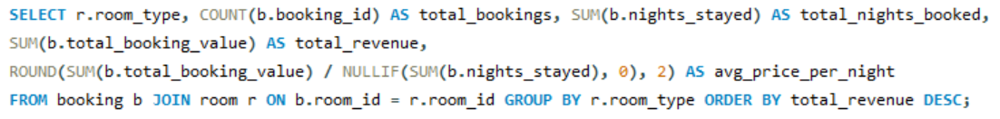 SELECT r.room_type, COUNT(b.booking_id) AS total_bookings, SUM(b.nights_stayed) AS total_nights_booked,
SUM(b.total_booking_value) AS total_revenue,
ROUND(SUM(b.total_booking_value) / NULLIF(SUM(b.nights_stayed), 0), 2) AS avg_price_per_night
FROM booking b JOIN room r ON b.room_id = r.room_id GROUP BY r.room_type ORDER BY total_revenue DESC;